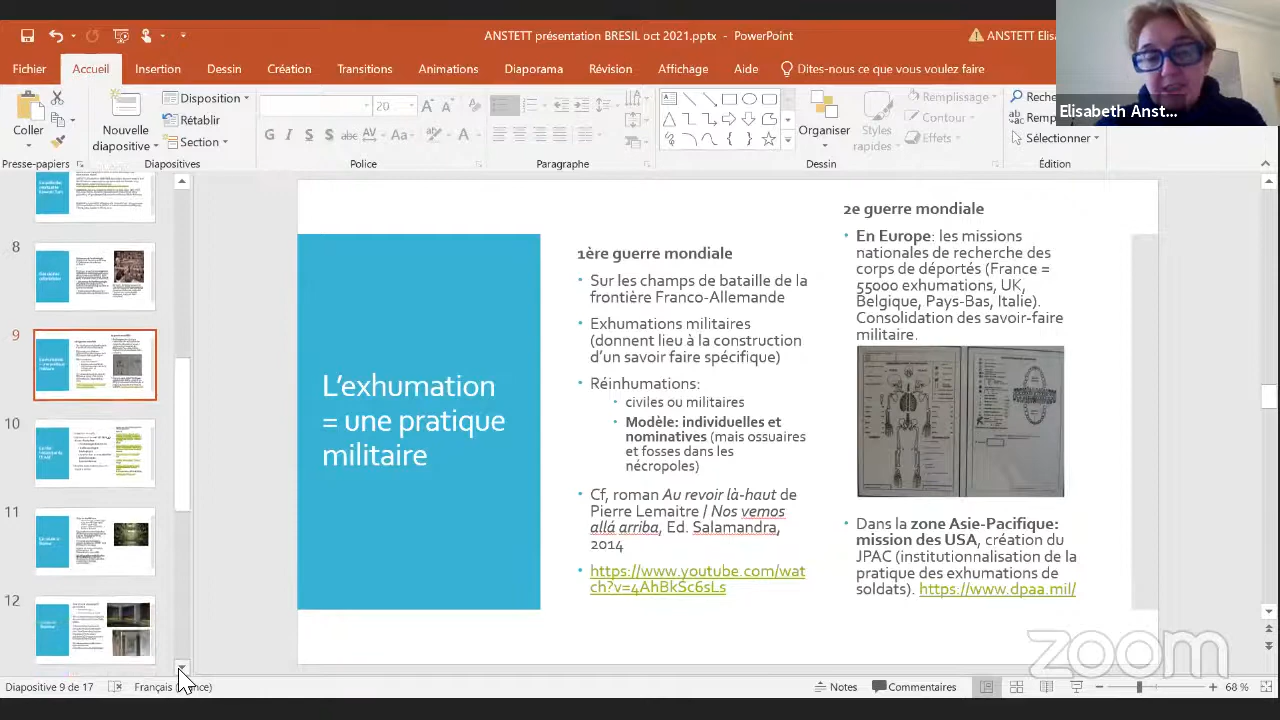 ANSTETT présentation BRESIL oct 2021.pptx - PowerPoint
ANSTETT Elisa
Fichier Accueil Insertion Dessin Création Transitions Animations Diaporama Révision Affichage Aide Dites-nous ce que vous voulez faire
Coller
Presse-papiers
Nouvelle diapositive
Disposition
Rétablir
Section
Diapositives
20
G I S S abc AV Aa A
Police
Paragraphe
Organiser
Styles rapides
Remplissage
Contour
Effets
Dessin
Reche
Remp
Sélectionner
Édition
Elisabeth Anst...
8
9
10
11
12
L'exhumation
= une pratique
militaire
1ère guerre mondiale
Sur les champs de bataille de la
frontière Franco-Allemande
Exhumations militaires
(donnent lieu à la construction
d'un savoir faire spécifique)
Réinhumations:
civiles ou militaires
Modèle: individuelles et
nominatives (mais ossuaires
et fosses dans les
nécropoles)
Cf, roman Au revoir là-haut de
Pierre Lemaitre / Nos vemos
allá arriba, Ed. Salamandra,
2014
https://www.youtube.com/wat
ch?v=4AhBkSc6sLs
2e guerre mondiale
En Europe: les missions
nationales de recherche des
corps de déportés (France =
55000 exhumations, UK,
Belgique, Pays-Bas, Italie).
Consolidation des savoir-faire
militaire.
Dans la zone Asie-Pacifique:
mission des USA, création du
JPAC (institutionnalisation de la
pratique des exhumations de
soldats). https://www.dpaa.mil/
zoom
Diapositive 9 de 17
Français
Notes
Commentaires
68 %